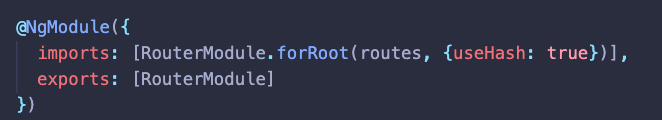 @NgModule({
  imports: [RouterModule.forRoot(routes, {useHash: true})],
  exports: [RouterModule]
})